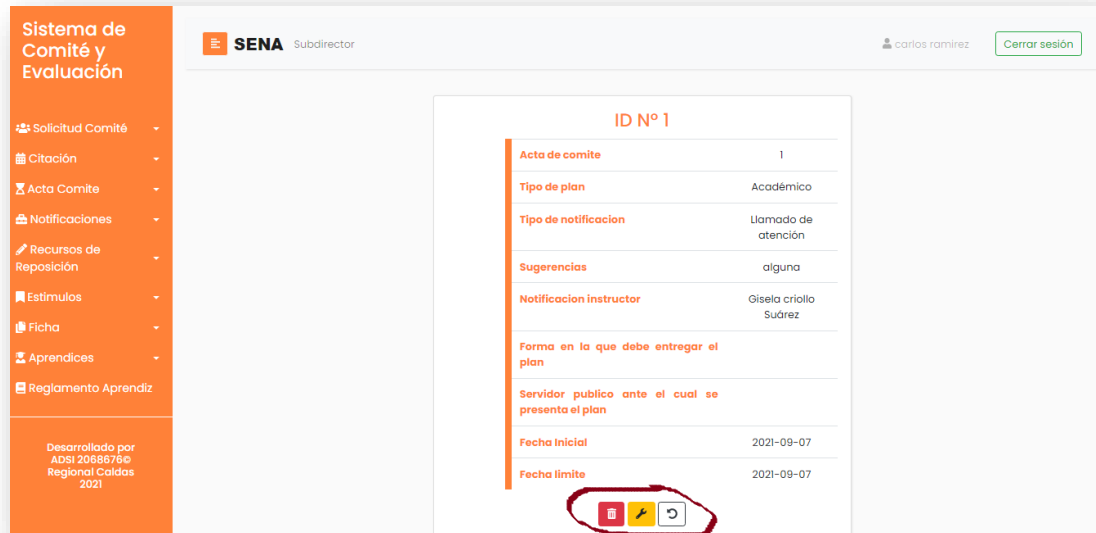 Sistema de
Comité y
Evaluación
SENA Subdirector
carlos ramirez
Cerrar sesión
Solicitud Comité
Citación
Acta Comite
Notificaciones
Recursos de
Reposición
Estimulos
Ficha
Aprendices
Reglamento Aprendiz
Desarrollado por
ADSI 2068676©
Regional Caldas
2021
ID Nº 1
Acta de comite 1
Tipo de plan Académico
Tipo de notificacion Llamado de
atención
Sugerencias alguna
Notificacion instructor Gisela criollo
Suárez
Forma en la que debe entregar el
plan
Servidor publico ante el cual se
presenta el plan
Fecha Inicial 2021-09-07
Fecha limite 2021-09-07